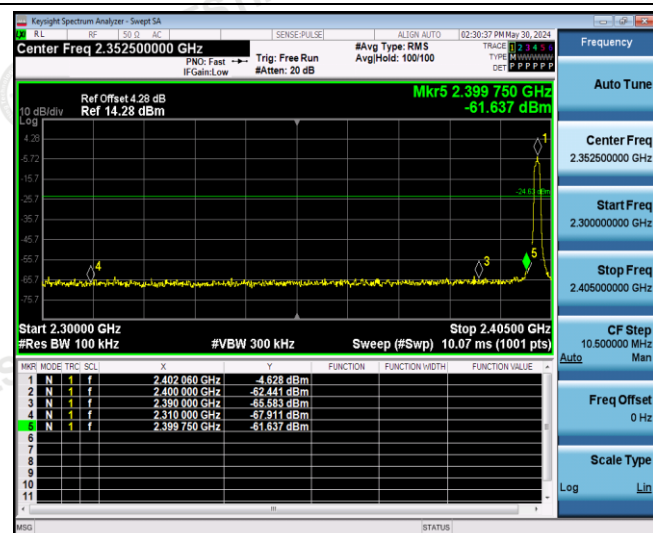 Keysight Spectrum Analyzer - Swept SA
RL RF 50 Ω AC SENSE:PULSE ALIGN AUTO 02:30:37 PM May 30, 2024
Center Freq 2.352500000 GHz
PNO: Fast
IFGain:Low
Trig: Free Run
#Atten: 20 dB
#Avg Type: RMS
Avg|Hold: 100/100
TRACE 1 2 3 4 5 6
TYPE M W W W W W
DET P P P P P P
Ref Offset 4.28 dB
Ref 14.28 dBm
10 dB/div
Log
Mkr5 2.399 750 GHz
-61.637 dBm
4.28
-5.72
-15.7
-25.7
-35.7
-45.7
-55.7
-65.7
-75.7
-24.63 dBm
1
4
3
5
Start 2.30000 GHz
Stop 2.40500 GHz
#Res BW 100 kHz
#VBW 300 kHz
Sweep (#Swp) 10.07 ms (1001 pts)
MKR MODE TRC SCL X Y FUNCTION FUNCTION WIDTH FUNCTION VALUE
1 N 1 f 2.402 060 GHz -4.628 dBm
2 N 1 f 2.400 000 GHz -62.441 dBm
3 N 1 f 2.390 000 GHz -65.583 dBm
4 N 1 f 2.310 000 GHz -67.911 dBm
5 N 1 f 2.399 750 GHz -61.637 dBm
6
7
8
9
10
11
MSG
STATUS
Frequency
Auto Tune
Center Freq
2.352500000 GHz
Start Freq
2.300000000 GHz
Stop Freq
2.405000000 GHz
CF Step
10.500000 MHz
Auto Man
Freq Offset
0 Hz
Scale Type
Log Lin